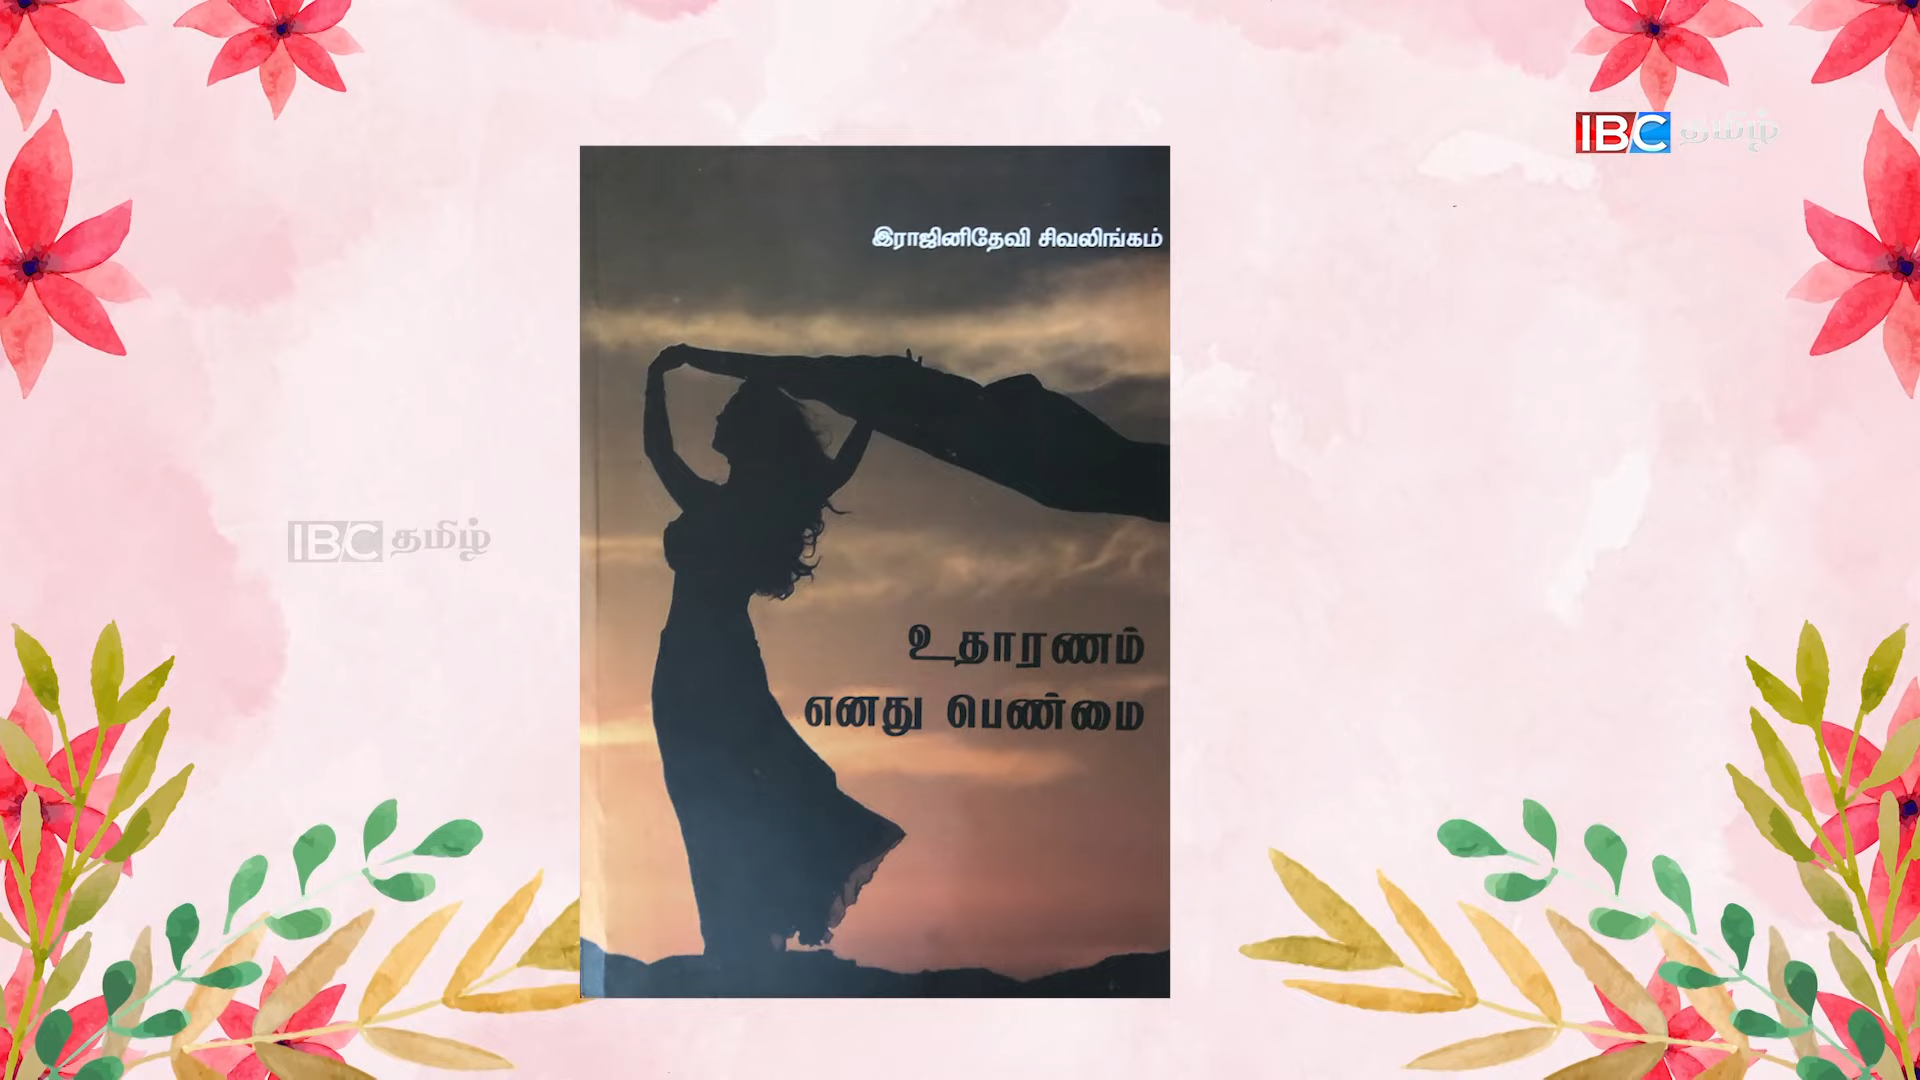 IBC தமிழ்
இராஜினிதேவி சிவலிங்கம்
IBC தமிழ்
உதாரணம்
எனது பெண்மை